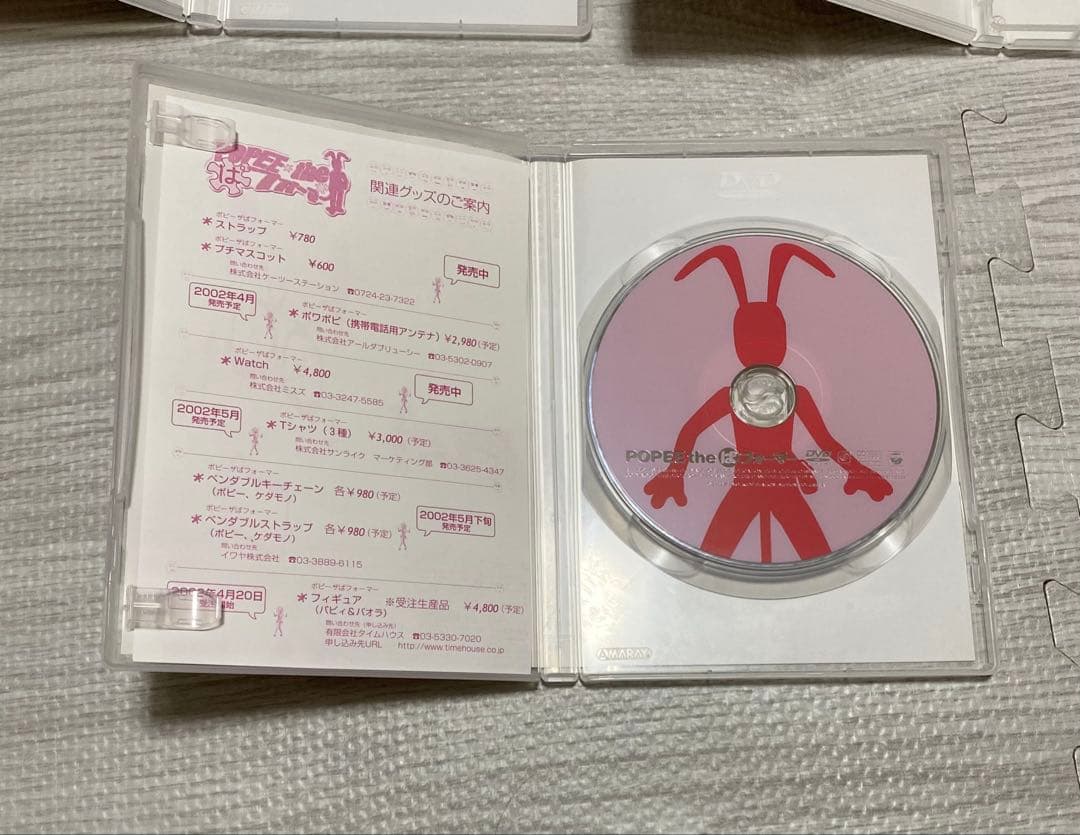 POPEE the
ぱフォーマー
関連グッズのご案内
ポピーザぱフォーマー
＊ストラップ ￥780
ポピーザぱフォーマー
＊プチマスコット ￥600
問い合わせ先
株式会社ケーツーステーション ☎0724-23-7322
発売中
2002年4月
発売予定
ポピーザぱフォーマー
＊ポワポピ（携帯電話用アンテナ）￥2,980（予定）
問い合わせ先
株式会社アールダブリューシー ☎03-5302-0907
ポピーザぱフォーマー
＊Watch ￥4,800
問い合わせ先
株式会社ミスズ ☎03-3247-5585
発売中
2002年5月
発売予定
ポピーザぱフォーマー
＊Tシャツ（3種） ￥3,000（予定）
問い合わせ先
株式会社サンライク マーケティング部 ☎03-3625-4347
ポピーザぱフォーマー
＊ベンダブルキーチェーン 各￥980（予定）
（ポピー、ケダモノ）
ポピーザぱフォーマー
＊ベンダブルストラップ 各￥980（予定）
（ポピー、ケダモノ）
問い合わせ先
イワヤ株式会社 ☎03-3889-6115
2002年5月下旬
発売予定
2002年4月20日
ポピーザぱフォーマー
＊フィギュア ※受注生産品 ￥4,800（予定）
（パピィ＆パオラ）
問い合わせ先（申し込み先）
有限会社タイムハウス ☎03-5330-7020
申し込み先URL http://www.timehouse.co.jp
DVD
POPEE the ぱフォーマー DVD
AMARAY